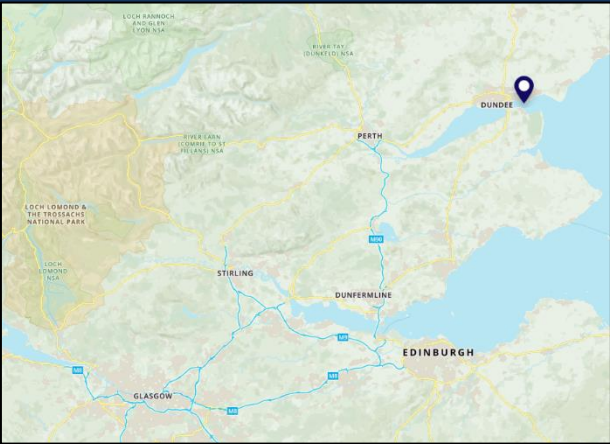 LOCH RANNOCH
AND GLEN
LYON NSA
RIVER TAY
(DUNKELD) NSA
DUNDEE
PERTH
RIVER EARN
(COMRIE TO ST
FILLANS) NSA
LOCH LOMOND &
THE TROSSACHS
NATIONAL PARK
M90
LOCH
LOMOND
NSA
STIRLING
DUNFERMLINE
M9
EDINBURGH
M8
M8
GLASGOW
M8